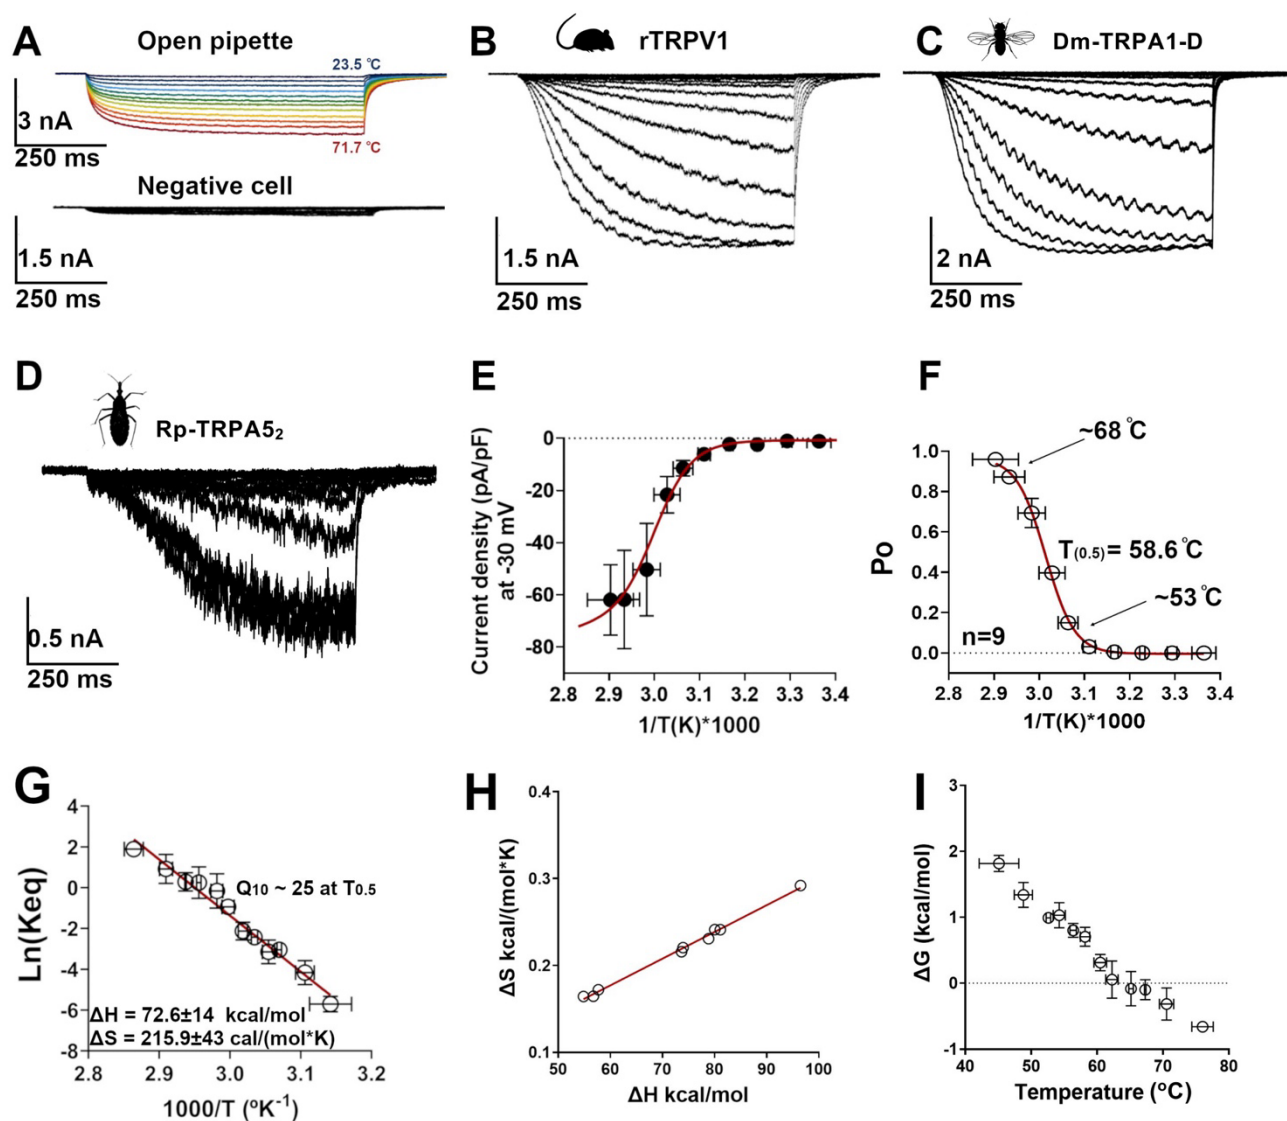 A
Open pipette
23.5 °C
3 nA
250 ms
71.7 °C
Negative cell
1.5 nA
250 ms
B
rTRPV1
1.5 nA
250 ms
C
Dm-TRPA1-D
2 nA
250 ms
D
Rp-TRPA5₂
0.5 nA
250 ms
E
Current density (pA/pF)
at -30 mV
0
-20
-40
-60
-80
2.8 2.9 3.0 3.1 3.2 3.3 3.4
1/T(K)*1000
F
Po
1.0
0.8
0.6
0.4
0.2
0.0
~68 °C
T(0.5) = 58.6 °C
~53 °C
n=9
2.8 2.9 3.0 3.1 3.2 3.3 3.4
1/T(K)*1000
G
Ln(Keq)
4
2
0
-2
-4
-6
-8
Q10 ~ 25 at T0.5
ΔH = 72.6±14 kcal/mol
ΔS = 215.9±43 cal/(mol*K)
2.8 2.9 3.0 3.1 3.2
1000/T (ºK⁻¹)
H
ΔS kcal/(mol*K)
0.4
0.3
0.2
0.1
50 60 70 80 90 100
ΔH kcal/mol
I
ΔG (kcal/mol)
3
2
1
0
-1
40 50 60 70 80
Temperature (ºC)